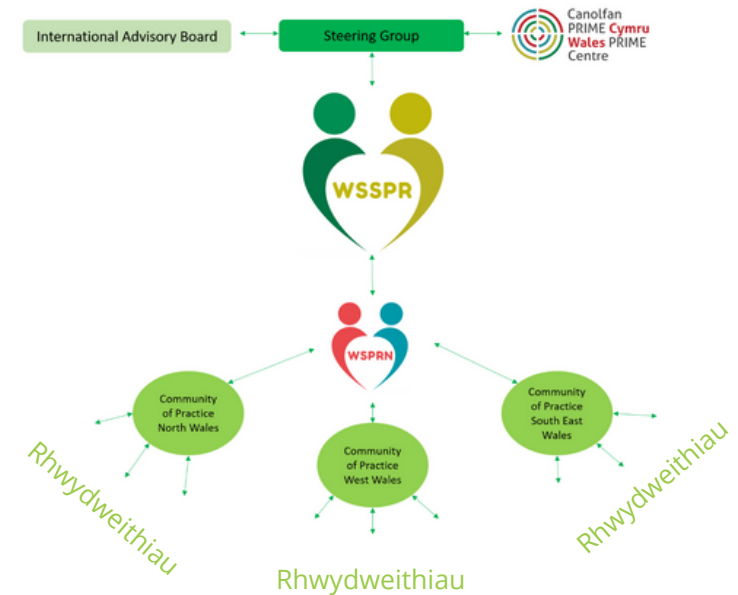 International Advisory Board
Steering Group
Canolfan
PRIME Cymru
Wales PRIME
Centre
WSSPR
WSPRN
Community
of Practice
North Wales
Community
of Practice
West Wales
Community
of Practice
South East
Wales
Rhwydweithiau
Rhwydweithiau
Rhwydweithiau